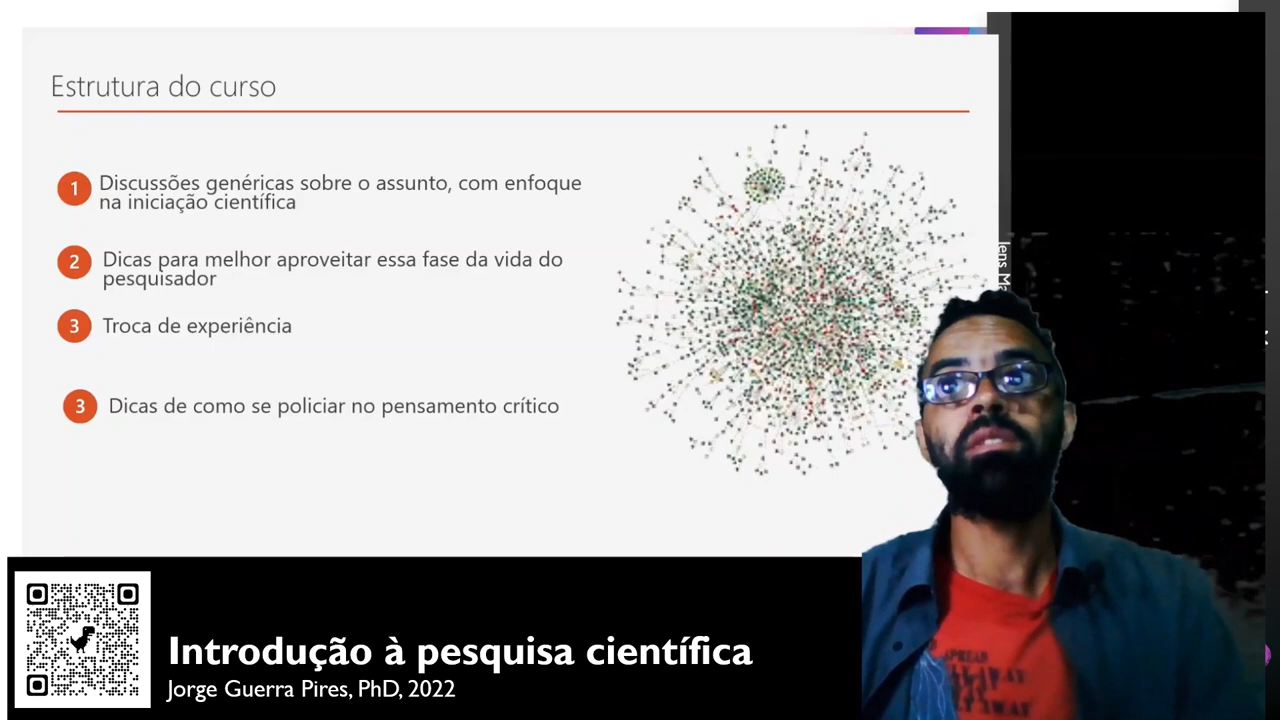 Estrutura do curso
1 Discussões genéricas sobre o assunto, com enfoque
na iniciação científica
2 Dicas para melhor aproveitar essa fase da vida do
pesquisador
3 Troca de experiência
3 Dicas de como se policiar no pensamento crítico
Introdução à pesquisa científica
Jorge Guerra Pires, PhD, 2022